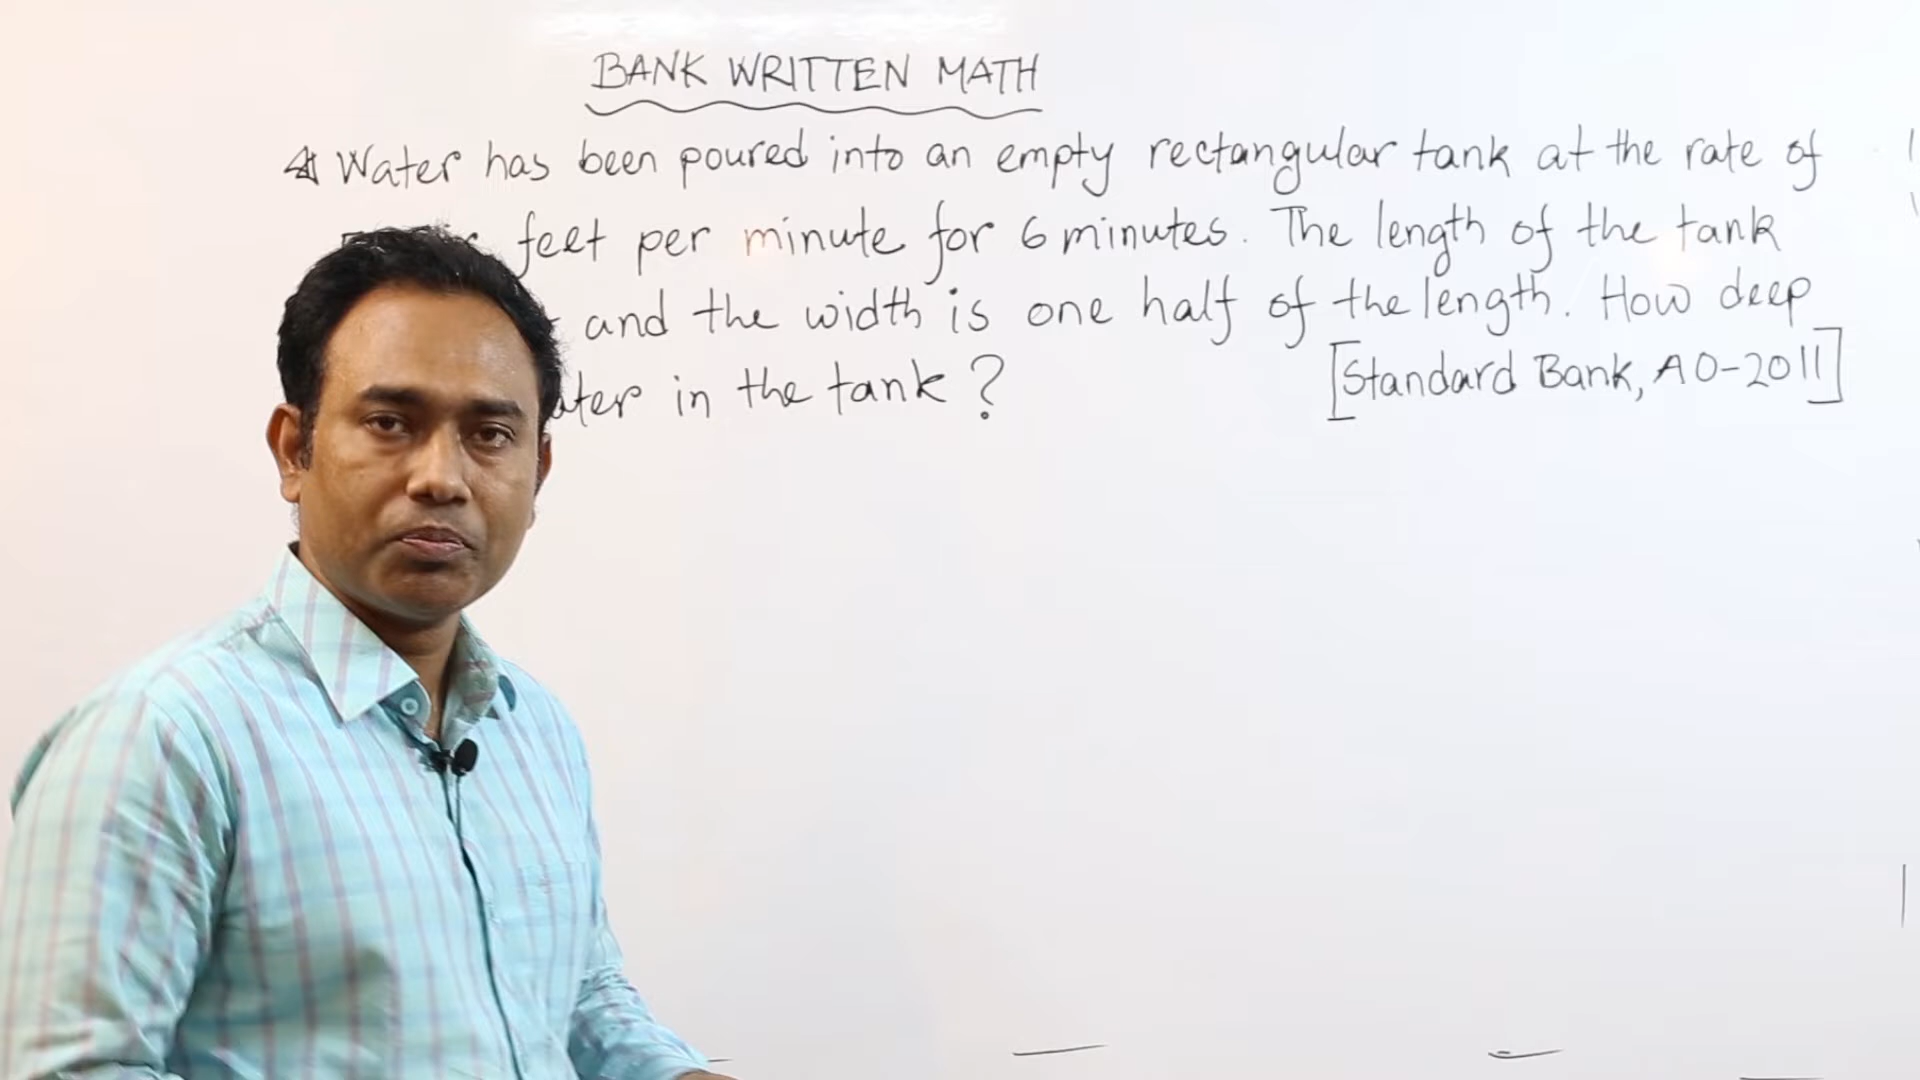 BANK WRITTEN MATH
Water has been poured into an empty rectangular tank at the rate of
feet per minute for 6 minutes. The length of the tank
and the width is one half of the length. How deep
in the tank?
[Standard Bank, AO-2011]